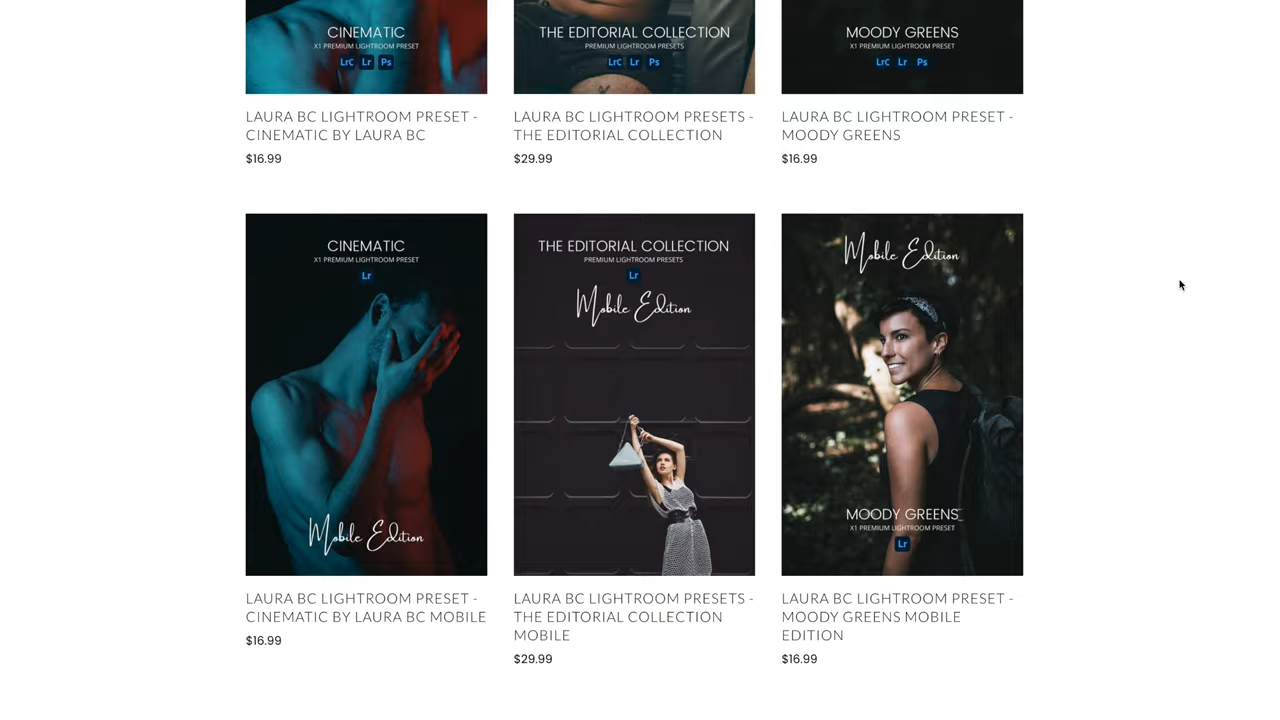 CINEMATIC
X1 PREMIUM LIGHTROOM PRESET
LrC Lr Ps
THE EDITORIAL COLLECTION
PREMIUM LIGHTROOM PRESETS
LrC Lr Ps
MOODY GREENS
X1 PREMIUM LIGHTROOM PRESET
LrC Lr Ps
LAURA BC LIGHTROOM PRESET -
CINEMATIC BY LAURA BC
$16.99
LAURA BC LIGHTROOM PRESETS -
THE EDITORIAL COLLECTION
$29.99
LAURA BC LIGHTROOM PRESET -
MOODY GREENS
$16.99
CINEMATIC
X1 PREMIUM LIGHTROOM PRESET
Lr
Mobile Edition
THE EDITORIAL COLLECTION
PREMIUM LIGHTROOM PRESETS
Lr
Mobile Edition
Mobile Edition
MOODY GREENS
X1 PREMIUM LIGHTROOM PRESET
Lr
LAURA BC LIGHTROOM PRESET -
CINEMATIC BY LAURA BC MOBILE
$16.99
LAURA BC LIGHTROOM PRESETS -
THE EDITORIAL COLLECTION
MOBILE
$29.99
LAURA BC LIGHTROOM PRESET -
MOODY GREENS MOBILE
EDITION
$16.99